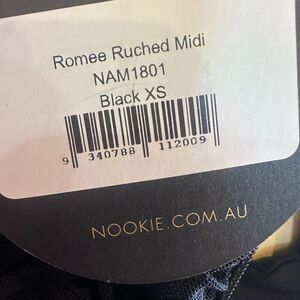 Romee Ruched Midi
NAM1801
Black XS
9 340788 112009
NOOKIE.COM.AU